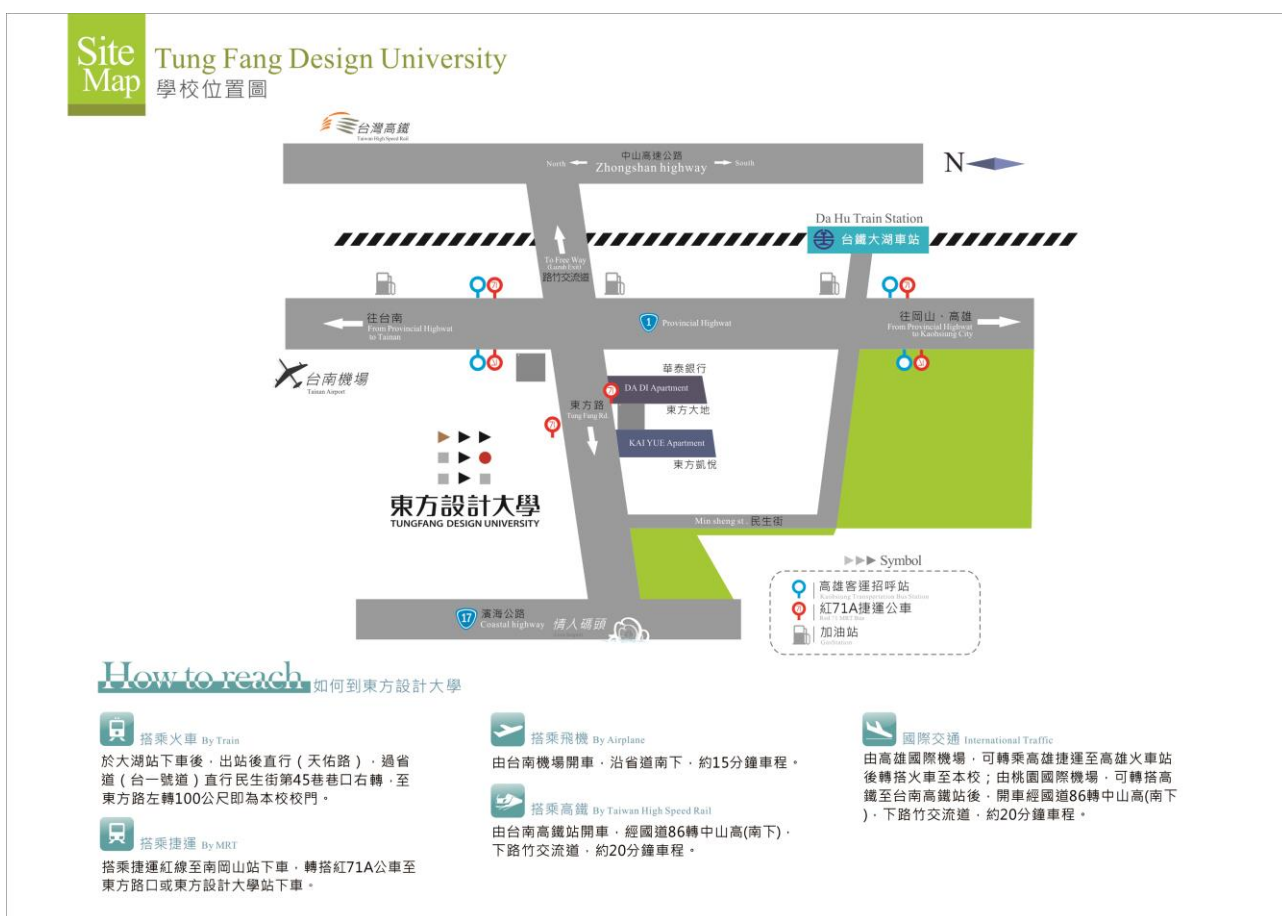 Site
Map
Tung Fang Design University
學校位置圖
台灣高鐵
Taiwan High Speed Rail
中山高速公路
North
South
Zhongshan highway
N
Da Hu Train Station
台鐵大湖車站
To Free Way
路竹交流道
往台南
From Provincial Highwat
to Tainan
1
Provincial Highwat
往岡山、高雄
From Provincial Highwat
to Kaohsiung City
台南機場
Tainan Airport
華泰銀行
DA DI Apartment
東方大地
東方路
Tung Fang Rd.
KAI YUE Apartment
東方凱悅
東方設計大學
TUNGFANG DESIGN UNIVERSITY
Min sheng st . 民生街
Symbol
高雄客運招呼站
Kaohsiung Transportation Bus Station
紅71A捷運公車
加油站
17
濱海公路
Coastal highway
情人碼頭
How to reach 如何到東方設計大學
搭乘火車 By Train
於大湖站下車後，出站後直行（天佑路），過省
道（台一號道）直行民生街第45巷巷口右轉，至
東方路左轉100公尺即為本校校門。
搭乘捷運 By MRT
搭乘捷運紅線至南岡山站下車，轉搭紅71A公車至
東方路口或東方設計大學站下車。
搭乘飛機 By Airplane
由台南機場開車，沿省道南下，約15分鐘車程。
搭乘高鐵 By Taiwan High Speed Rail
由台南高鐵站開車，經國道86轉中山高(南下)，
下路竹交流道，約20分鐘車程。
國際交通 International Traffic
由高雄國際機場，可轉乘高雄捷運至高雄火車站
後轉搭火車至本校；由桃園國際機場，可轉搭高
鐵至台南高鐵站後，開車經國道86轉中山高(南下
)，下路竹交流道，約20分鐘車程。